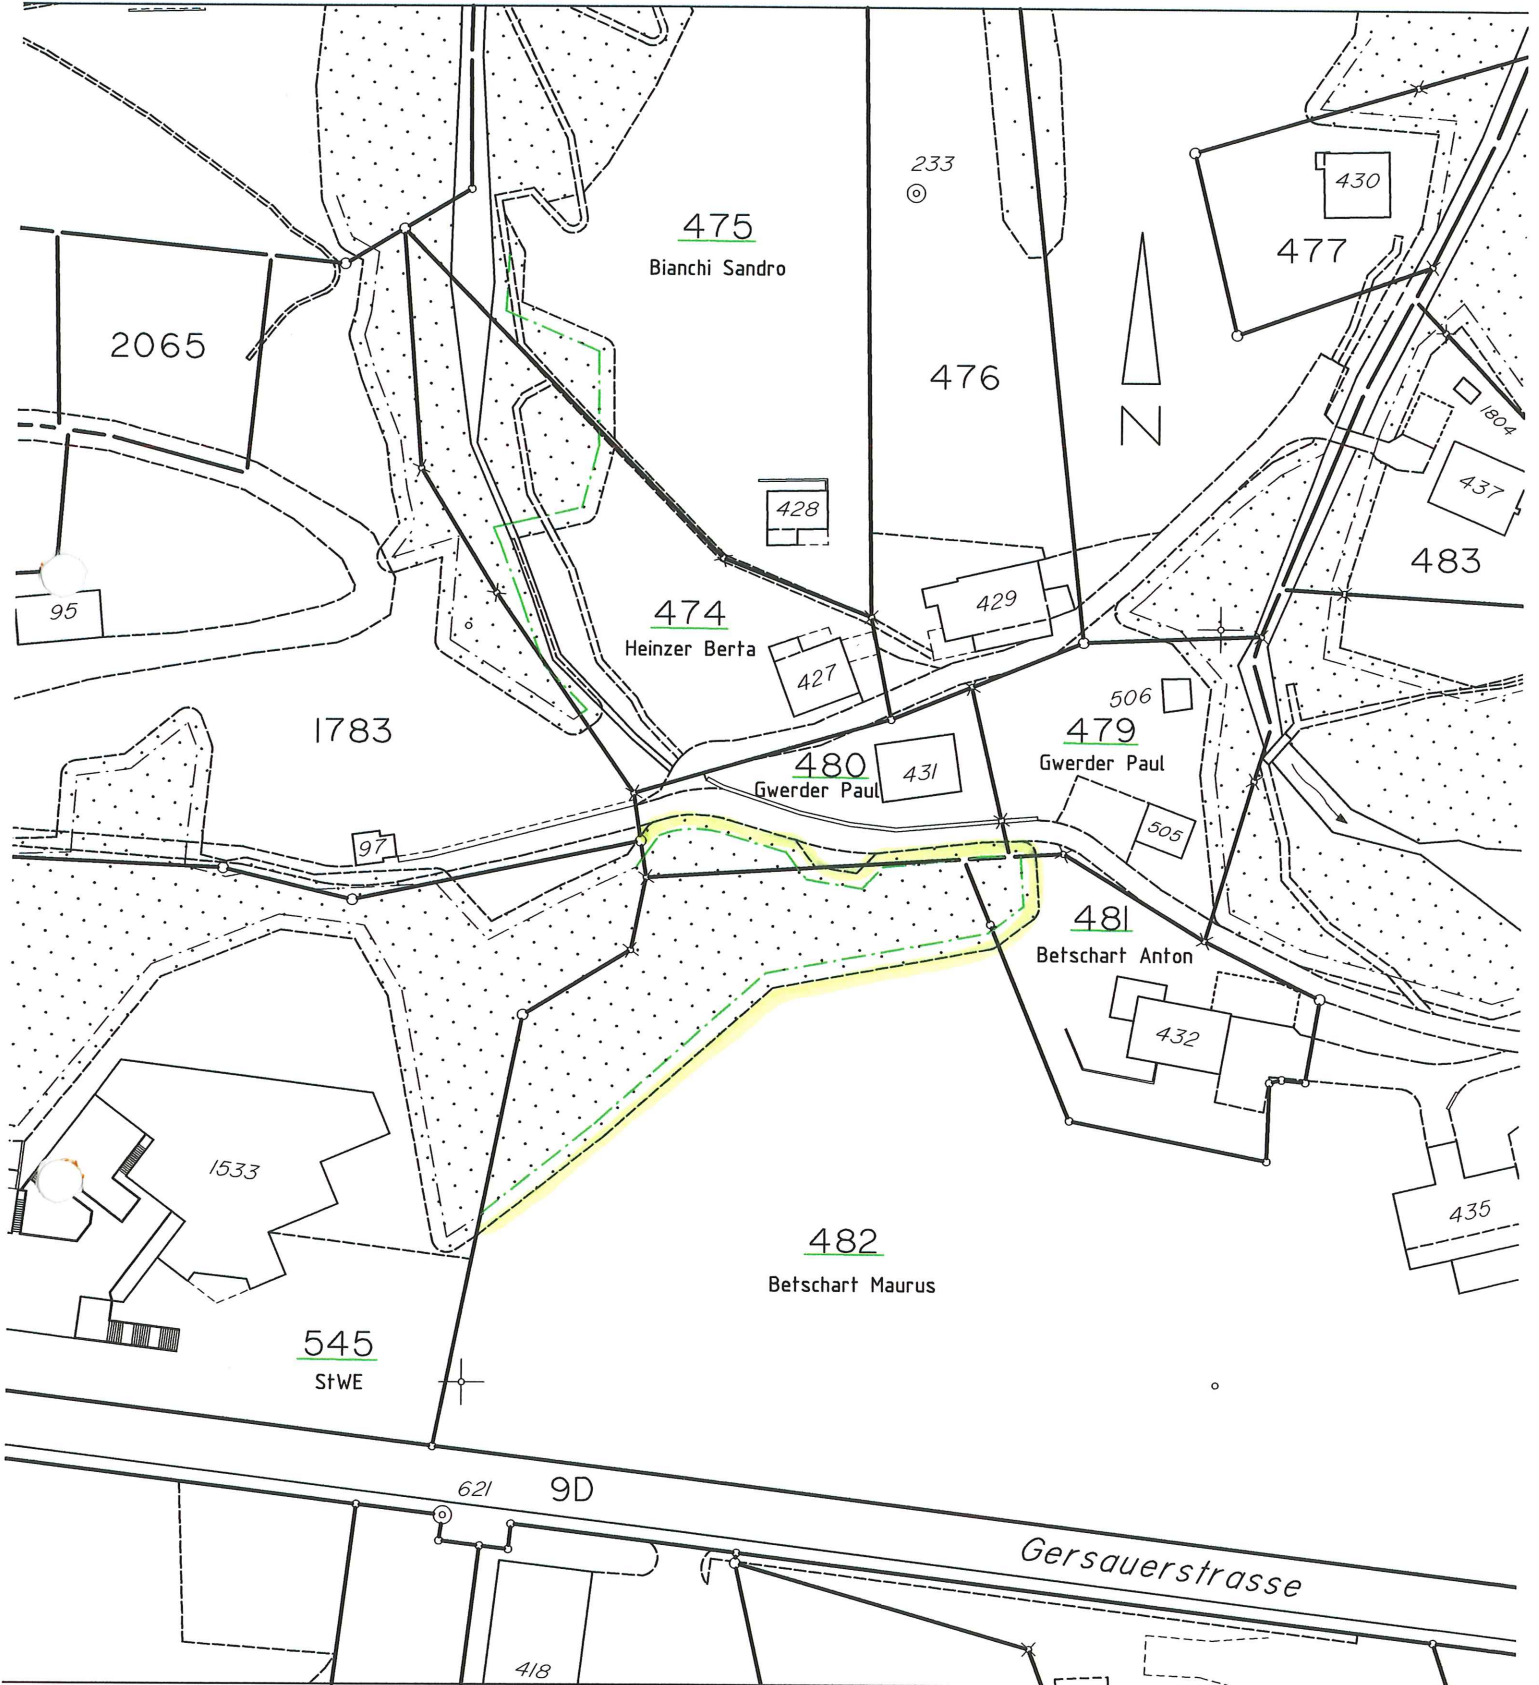 233
430
475
Bianchi Sandro
477
2065
476
N
1804
437
428
483
429
95
474
Heinzer Berta
427
506
1783
479
Gwerder Paul
480
Gwerder Paul
431
505
97
481
Betschart Anton
432
1533
435
482
Betschart Maurus
545
StWE
621
9D
Gersauerstrasse
418